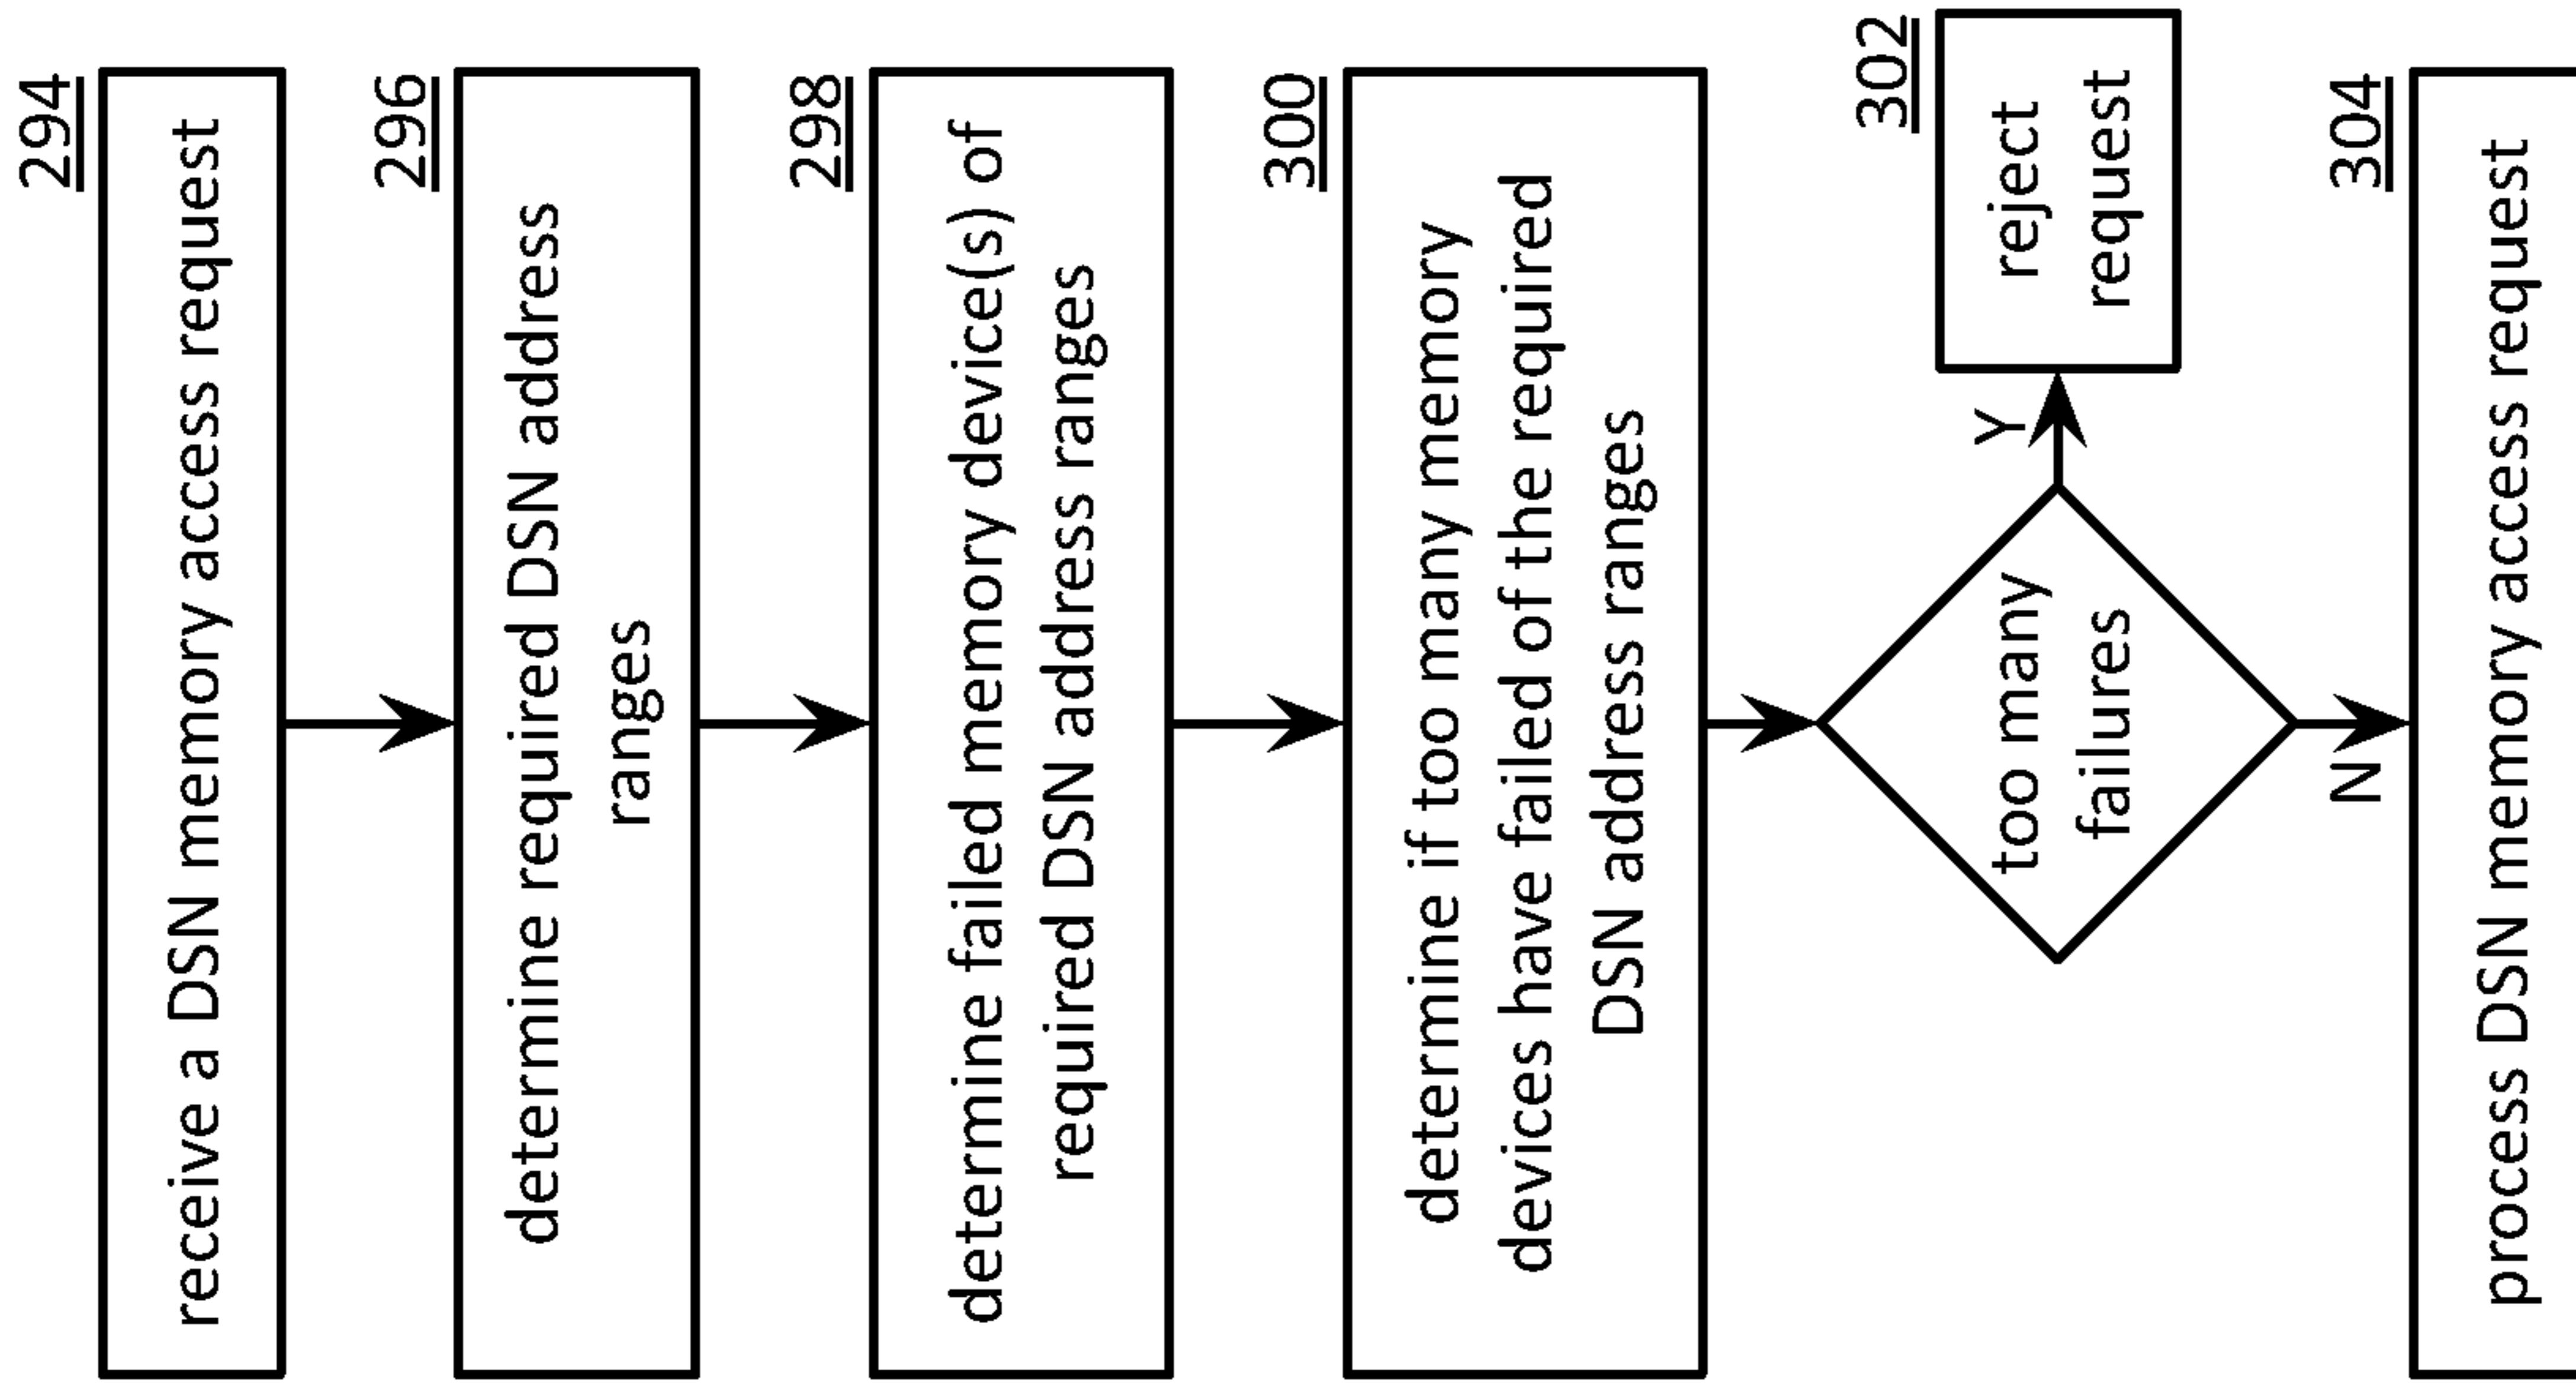 294
receive a DSN memory access request
296
determine required DSN address
ranges
298
determine failed memory device(s) of
required DSN address ranges
300
determine if too many memory
devices have failed of the required
DSN address ranges
too many
failures
Y
302
reject
request
N
304
process DSN memory access request